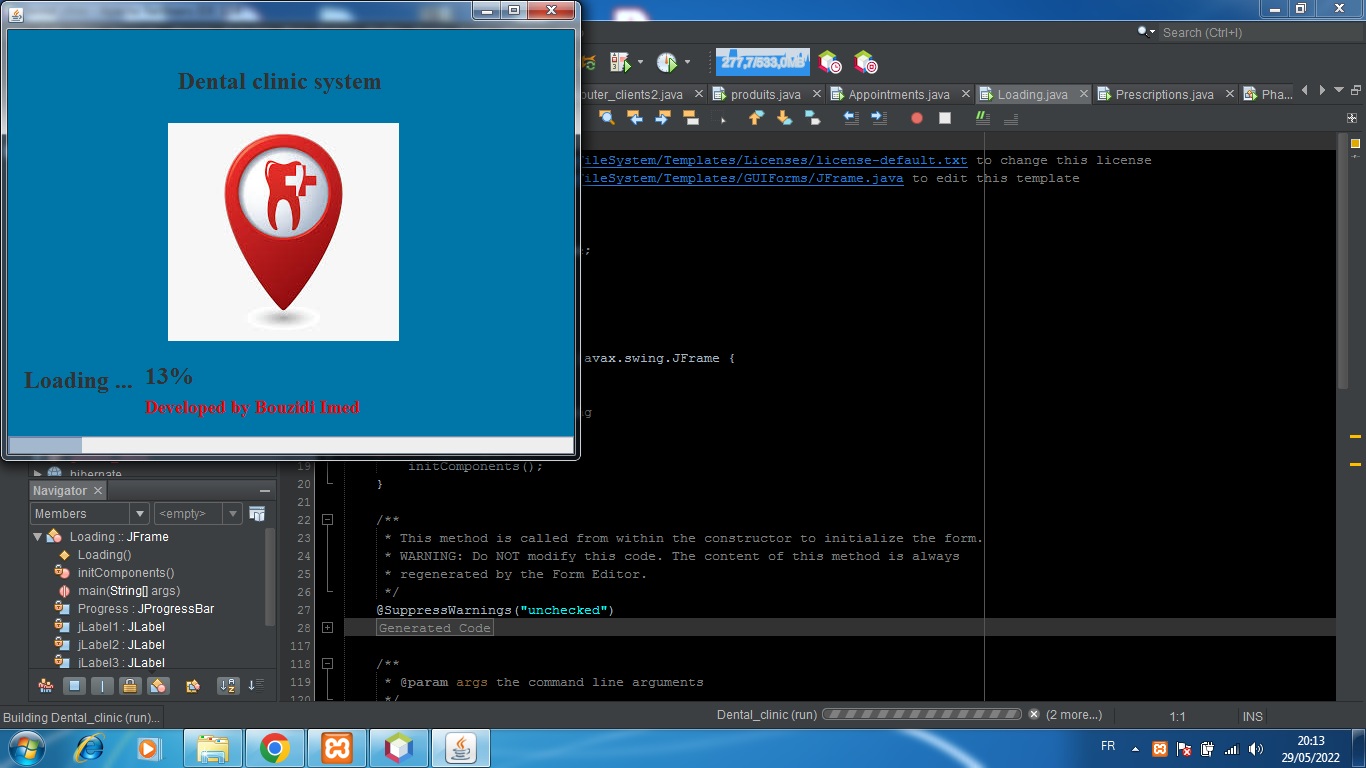 Dental clinic system
Loading ...
13%
Developed by Bouzidi Imed
Search (Ctrl+I)
277,7/533,0MB
outer_clients2.java
produits.java
Appointments.java
Loading.java
Prescriptions.java
Pha...
ileSystem/Templates/Licenses/license-default.txt to change this license
ileSystem/Templates/GUIForms/JFrame.java to edit this template
;
avax.swing.JFrame {
g
19 initComponents();
20 }
21
22 /**
23 * This method is called from within the constructor to initialize the form.
24 * WARNING: Do NOT modify this code. The content of this method is always
25 * regenerated by the Form Editor.
26 */
27 @SuppressWarnings("unchecked")
28 Generated Code
117
118 /**
119 * @param args the command line arguments
120 */
hibernate
Navigator
Members
<empty>
Loading :: JFrame
Loading()
initComponents()
main(String[] args)
Progress : JProgressBar
jLabel1 : JLabel
jLabel2 : JLabel
jLabel3 : JLabel
Building Dental_clinic (run)...
Dental_clinic (run)
(2 more...)
1:1
INS
FR
20:13
29/05/2022